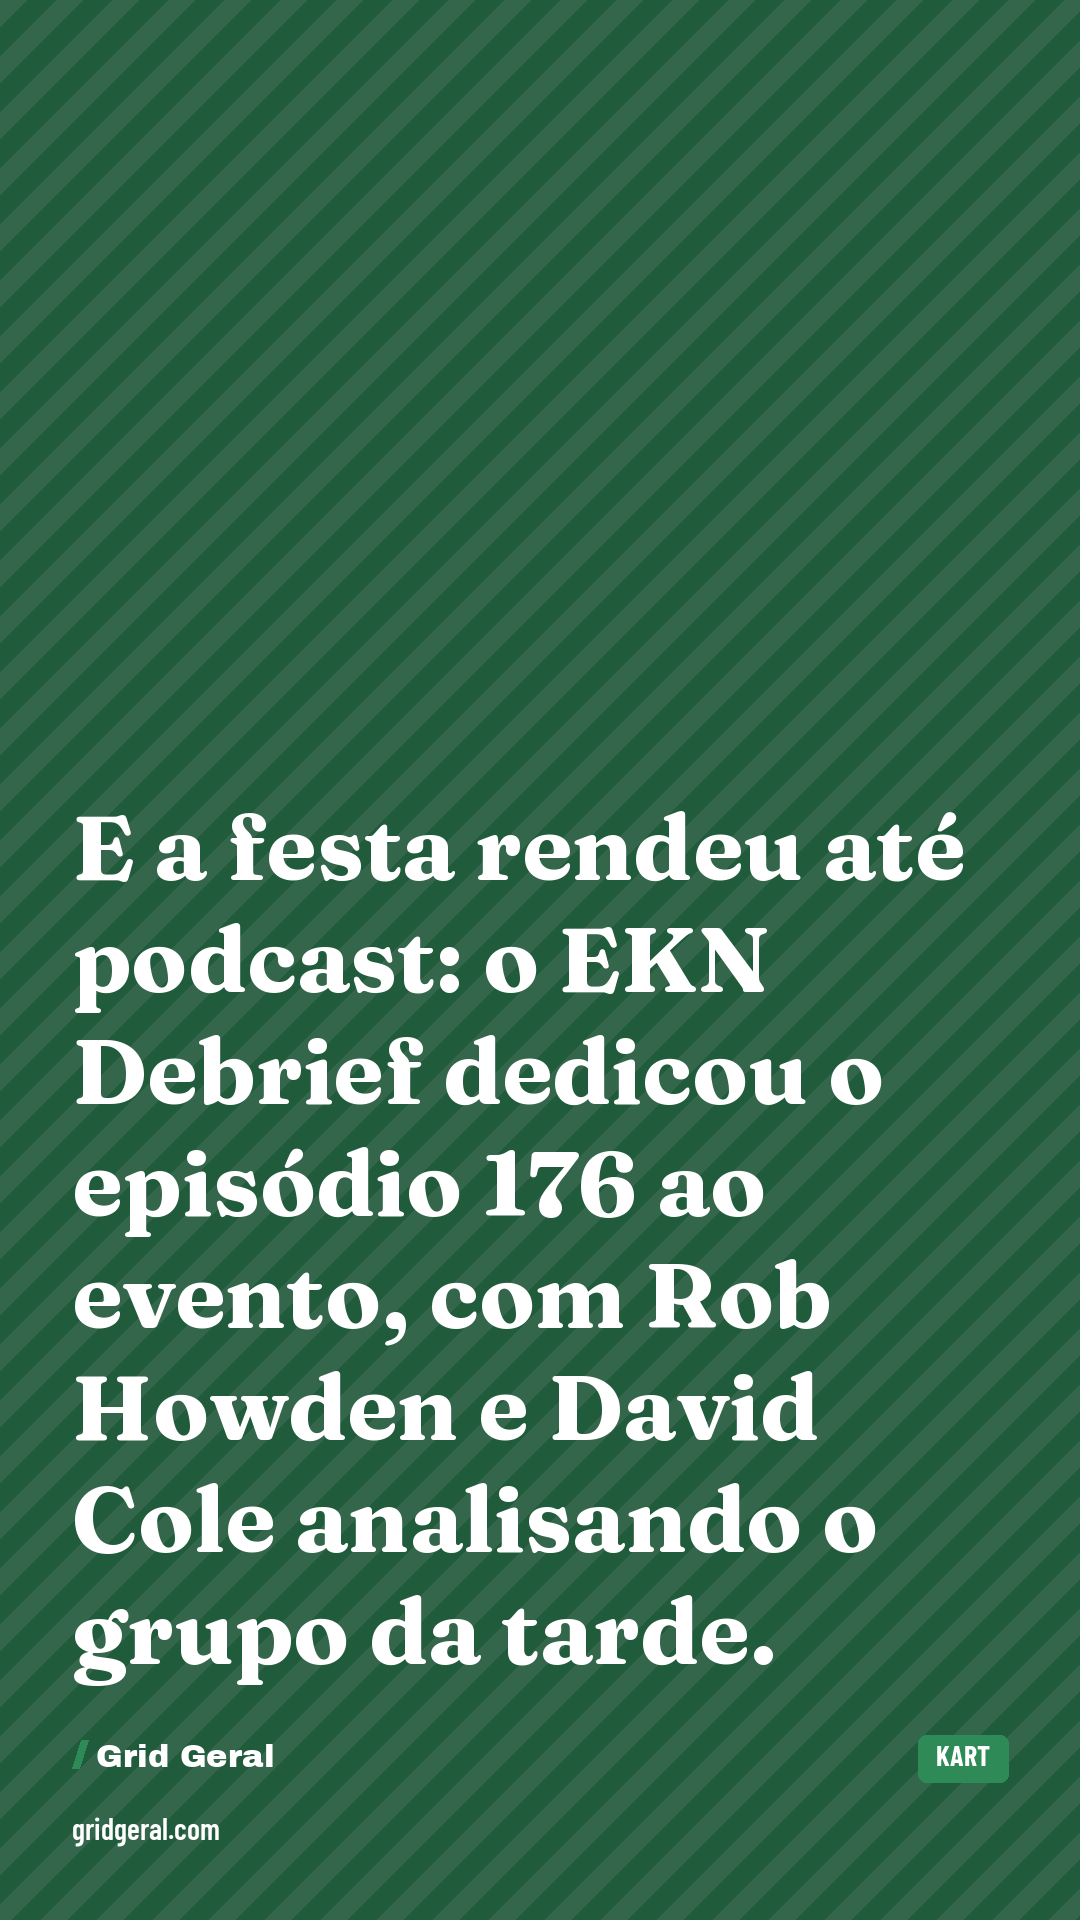 E a festa rendeu até
podcast: o EKN
Debrief dedicou o
episódio 176 ao
evento, com Rob
Howden e David
Cole analisando o
grupo da tarde.
/ Grid Geral
KART
gridgeral.com